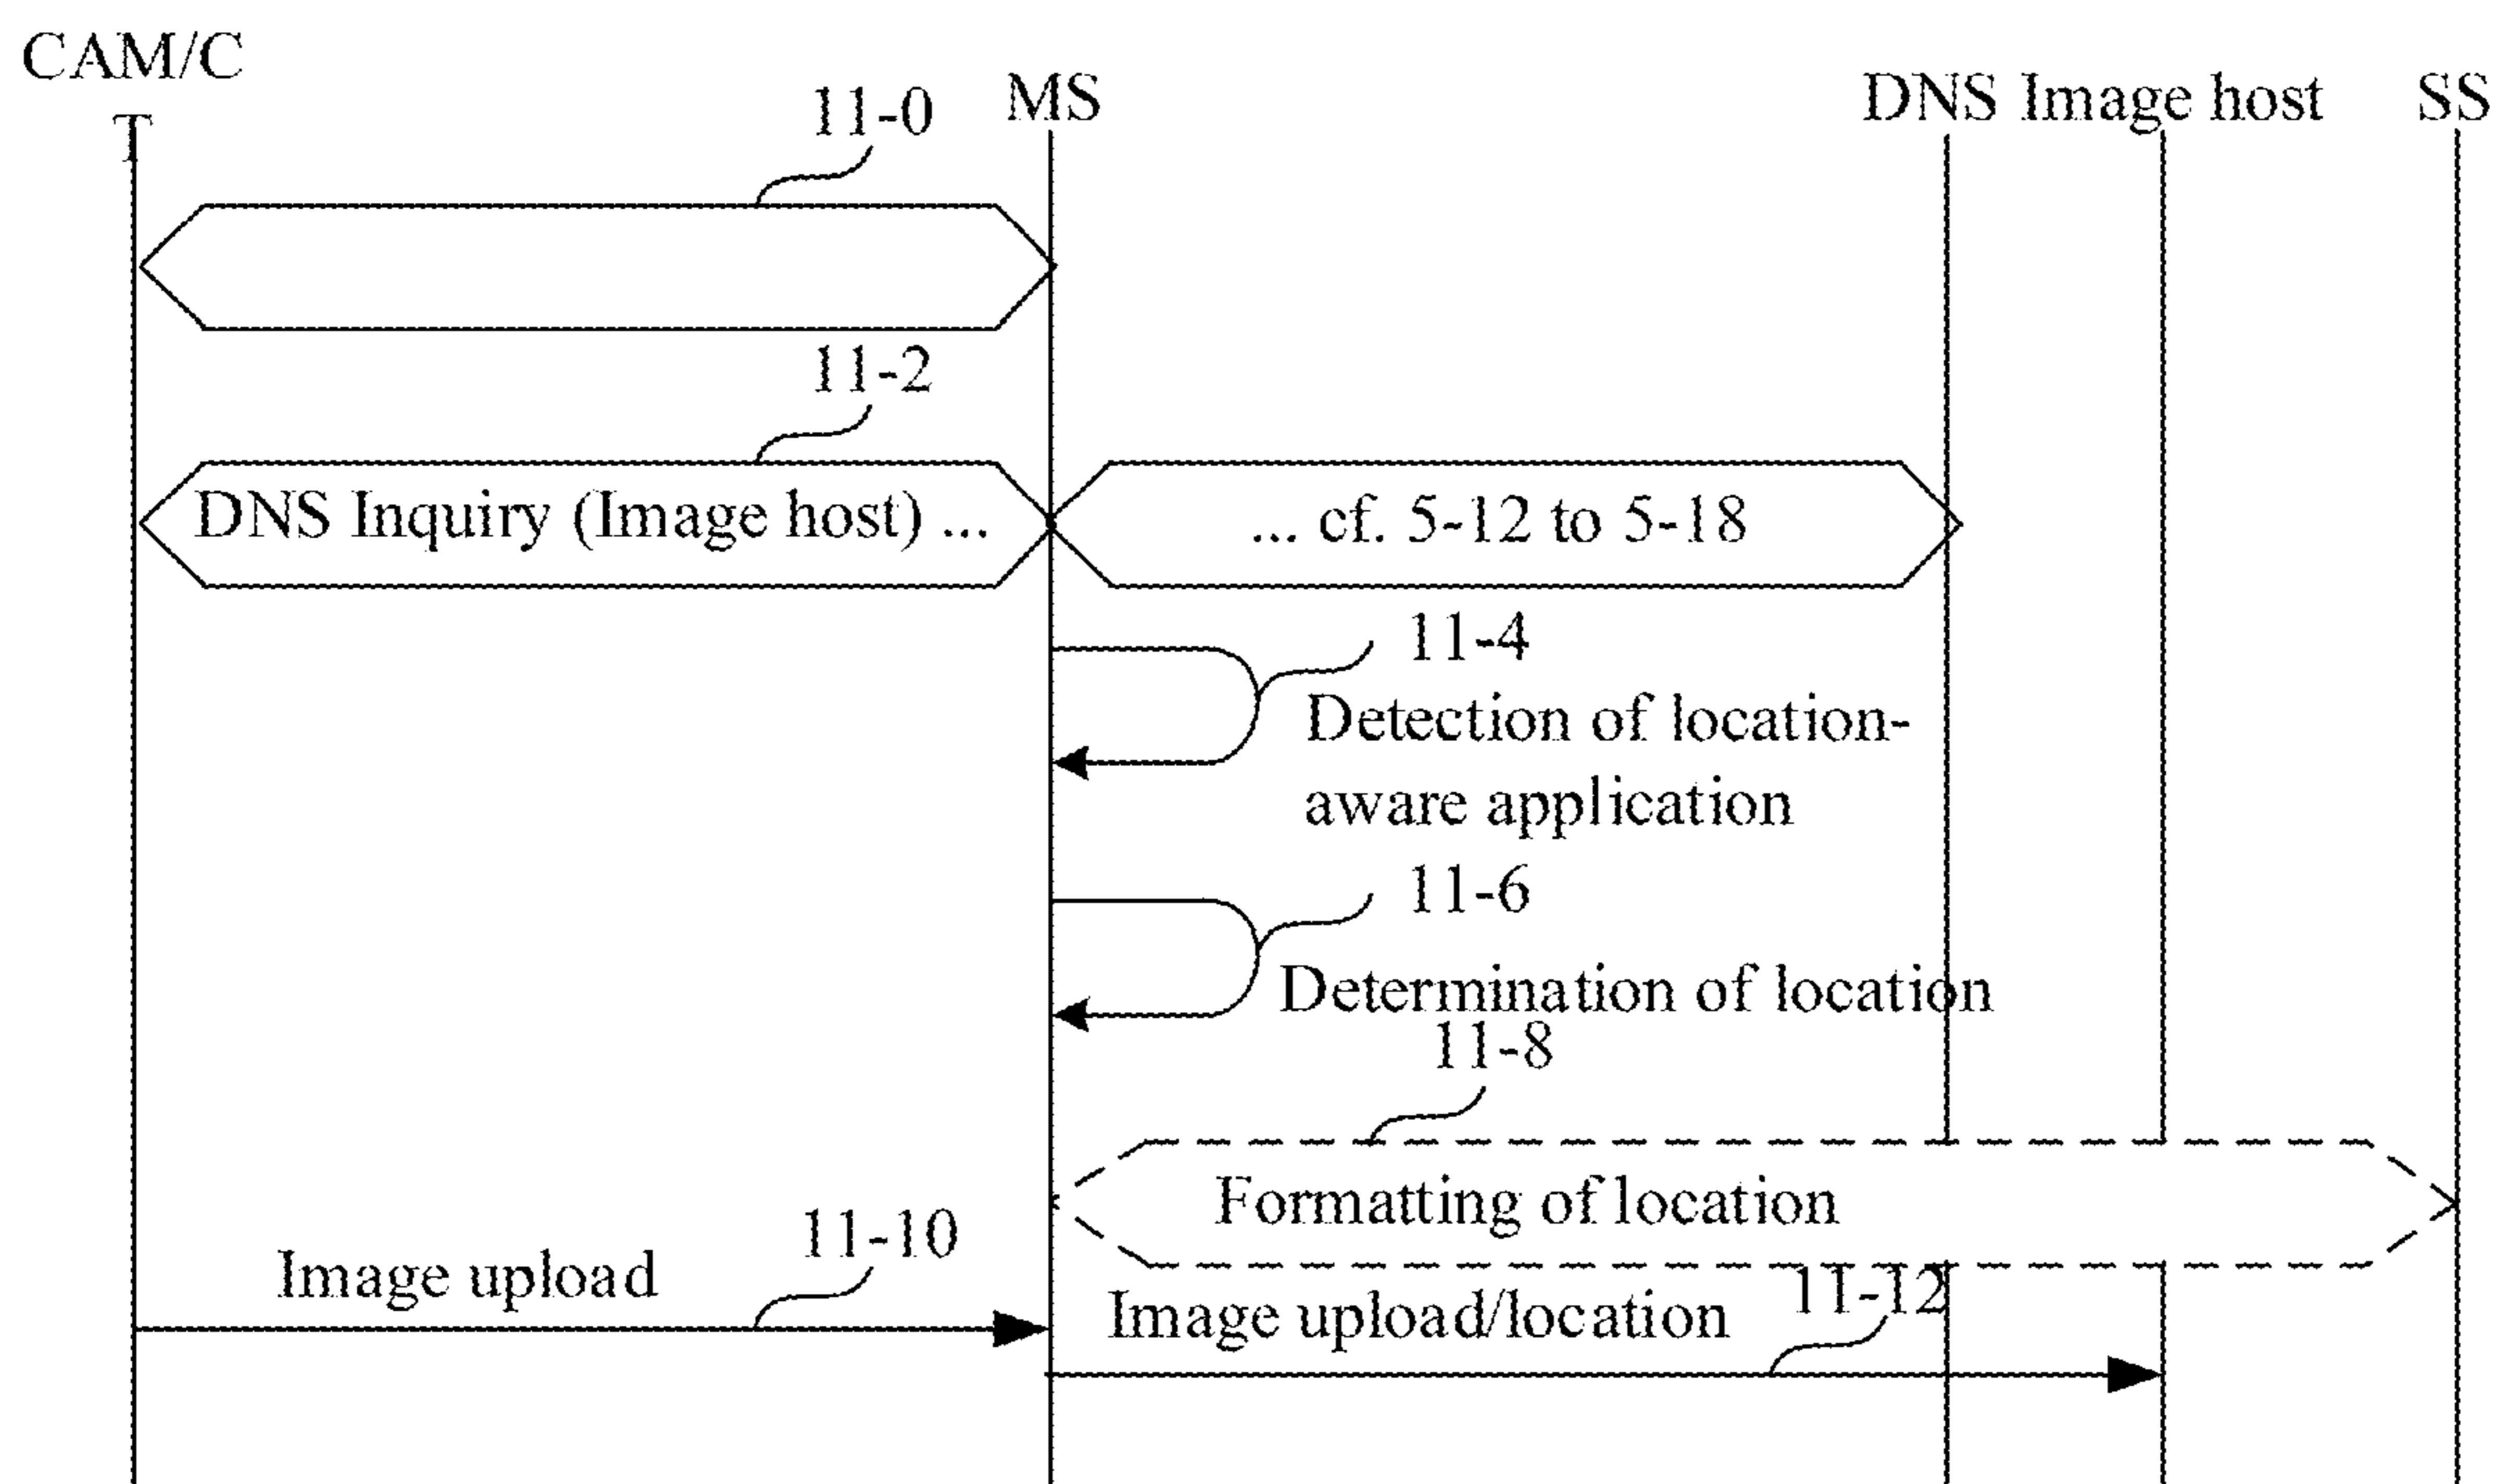 CAM/C
T
MS
DNS
Image host
SS
11-0
11-2
DNS Inquiry (Image host) ...
... cf. 5-12 to 5-18
11-4
Detection of location-
aware application
11-6
Determination of location
11-8
Formatting of location
11-10
Image upload
11-12
Image upload/location